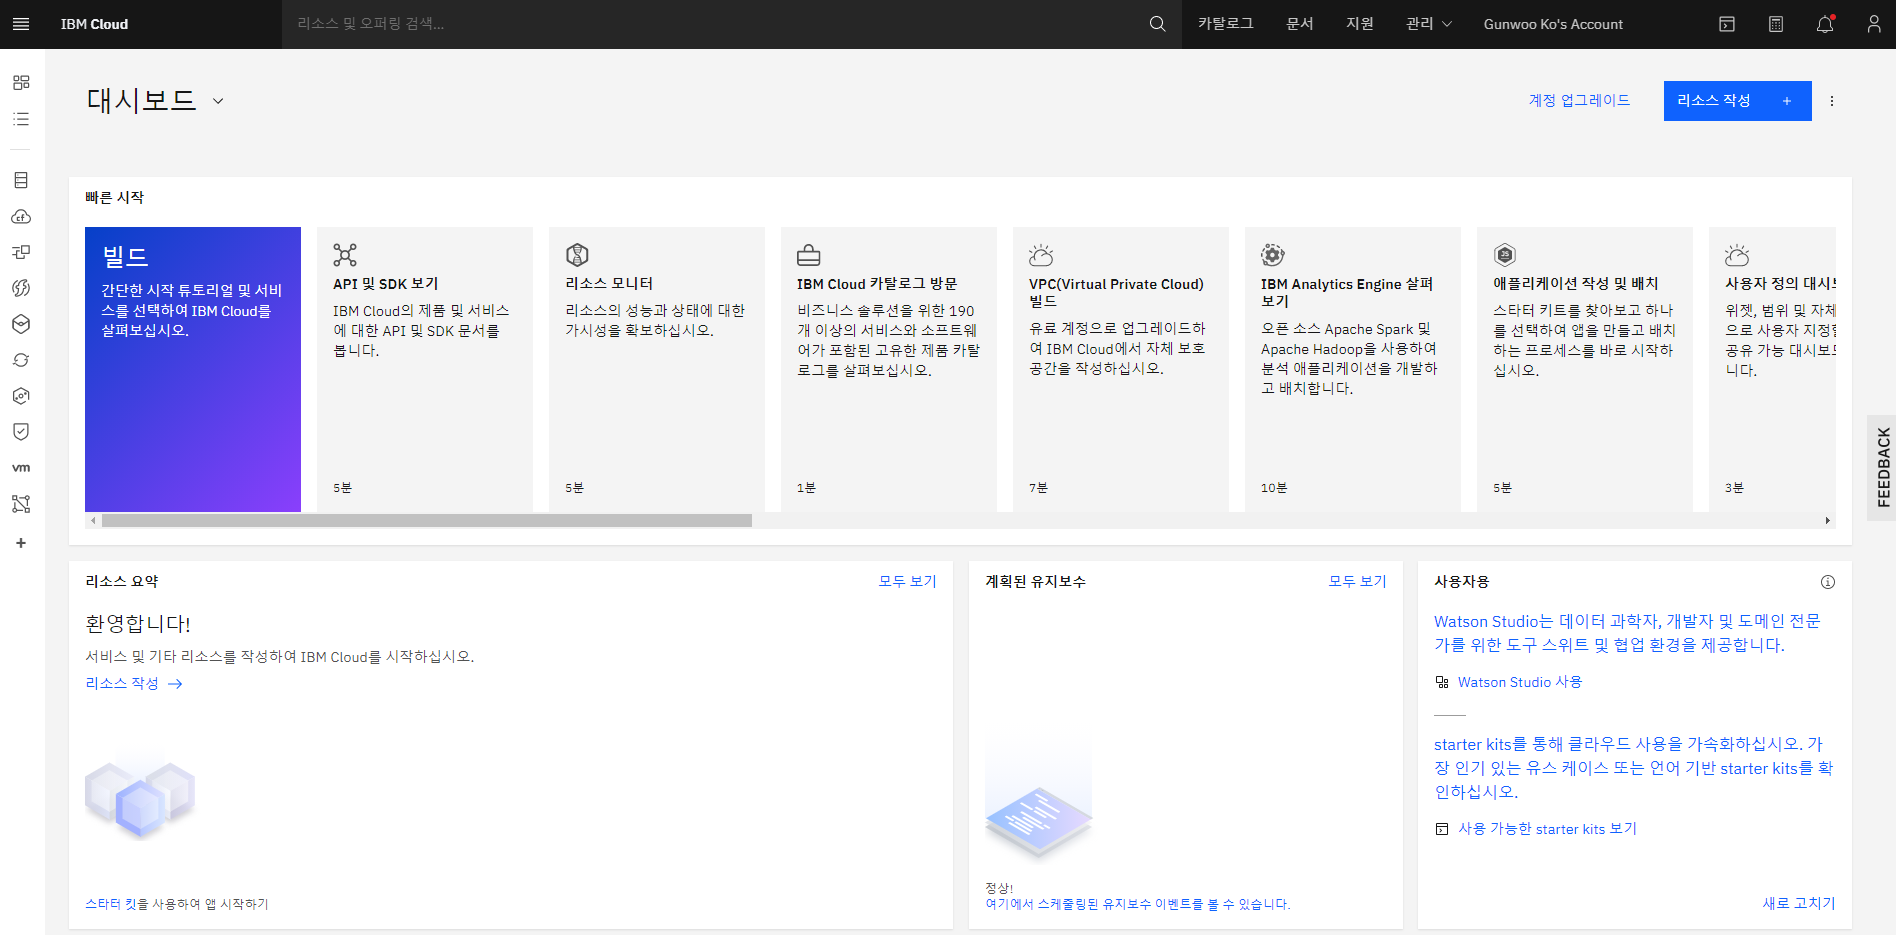 IBM Cloud
리소스 및 오퍼링 검색...
카탈로그
문서
지원
관리
Gunwoo Ko's Account
대시보드
계정 업그레이드
리소스 작성 +
빠른 시작
빌드
간단한 시작 튜토리얼 및 서비
스를 선택하여 IBM Cloud를
살펴보십시오.
API 및 SDK 보기
IBM Cloud의 제품 및 서비스
에 대한 API 및 SDK 문서를
봅니다.
5분
리소스 모니터
리소스의 성능과 상태에 대한
가시성을 확보하십시오.
5분
IBM Cloud 카탈로그 방문
비즈니스 솔루션을 위한 190
개 이상의 서비스와 소프트웨
어가 포함된 고유한 제품 카탈
로그를 살펴보십시오.
1분
VPC(Virtual Private Cloud)
빌드
유료 계정으로 업그레이드하
여 IBM Cloud에서 자체 보호
공간을 작성하십시오.
7분
IBM Analytics Engine 살펴
보기
오픈 소스 Apache Spark 및
Apache Hadoop을 사용하여
분석 애플리케이션을 개발하
고 배치합니다.
10분
JS
애플리케이션 작성 및 배치
스타터 키트를 찾아보고 하나
를 선택하여 앱을 만들고 배치
하는 프로세스를 바로 시작하
십시오.
5분
사용자 정의 대시보
위젯, 범위 및 자체
으로 사용자 지정할
공유 가능 대시보드
니다.
3분
cf
vm
+
FEEDBACK
리소스 요약
모두 보기
환영합니다!
서비스 및 기타 리소스를 작성하여 IBM Cloud를 시작하십시오.
리소스 작성 →
스타터 킷을 사용하여 앱 시작하기
계획된 유지보수
모두 보기
정상!
여기에서 스케줄링된 유지보수 이벤트를 볼 수 있습니다.
사용자용
Watson Studio는 데이터 과학자, 개발자 및 도메인 전문
가를 위한 도구 스위트 및 협업 환경을 제공합니다.
Watson Studio 사용
starter kits를 통해 클라우드 사용을 가속화하십시오. 가
장 인기 있는 유스 케이스 또는 언어 기반 starter kits를 확
인하십시오.
사용 가능한 starter kits 보기
새로 고치기